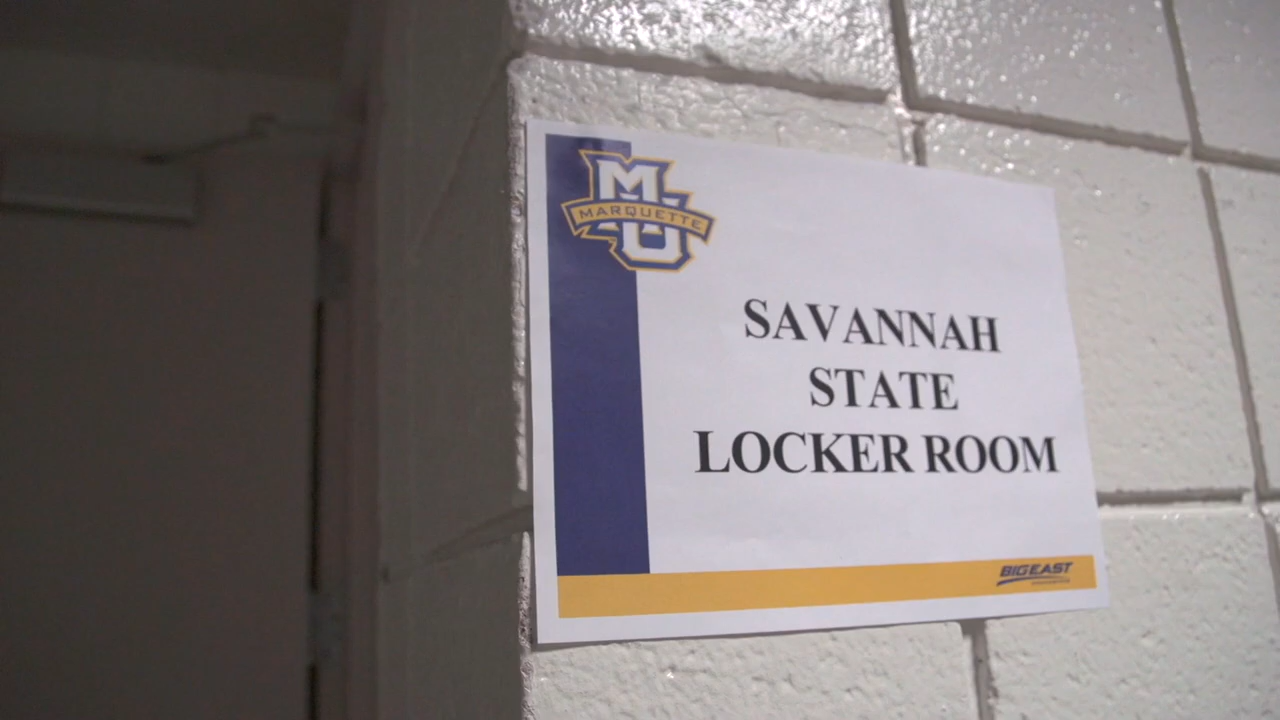 MU
MARQUETTE
SAVANNAH
STATE
LOCKER ROOM
BIG EAST